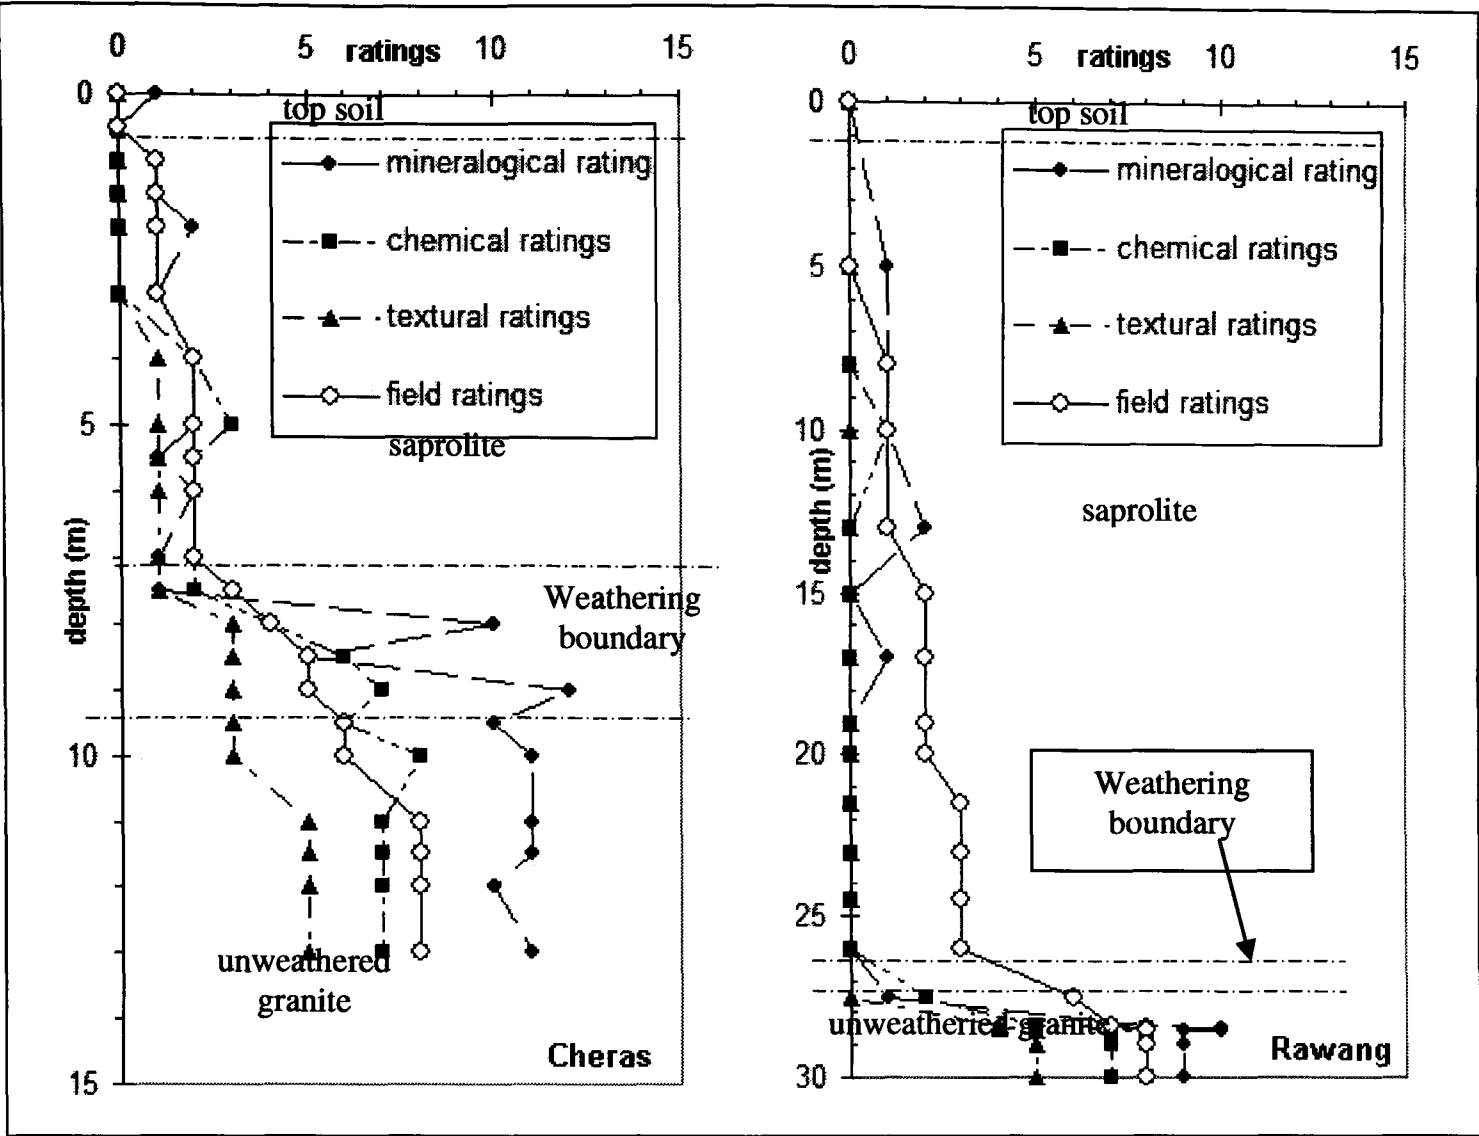 0 5 ratings 10 15
0
top soil
mineralogical rating
chemical ratings
textural ratings
field ratings
5
saprolite
depth (m)
Weathering
boundary
10
unweathered
granite
Cheras
15
0 5 ratings 10 15
0
top soil
mineralogical rating
chemical ratings
textural ratings
field ratings
5
10
depth (m)
saprolite
15
20
Weathering
boundary
25
unweatheried granite
Rawang
30